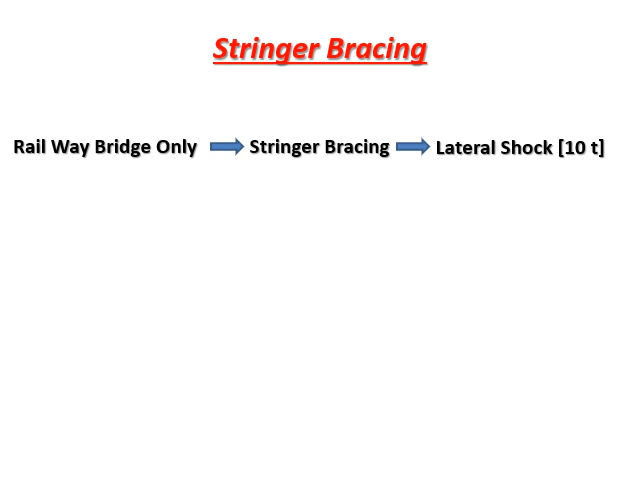 Stringer Bracing
Rail Way Bridge Only Stringer Bracing Lateral Shock [10 t]